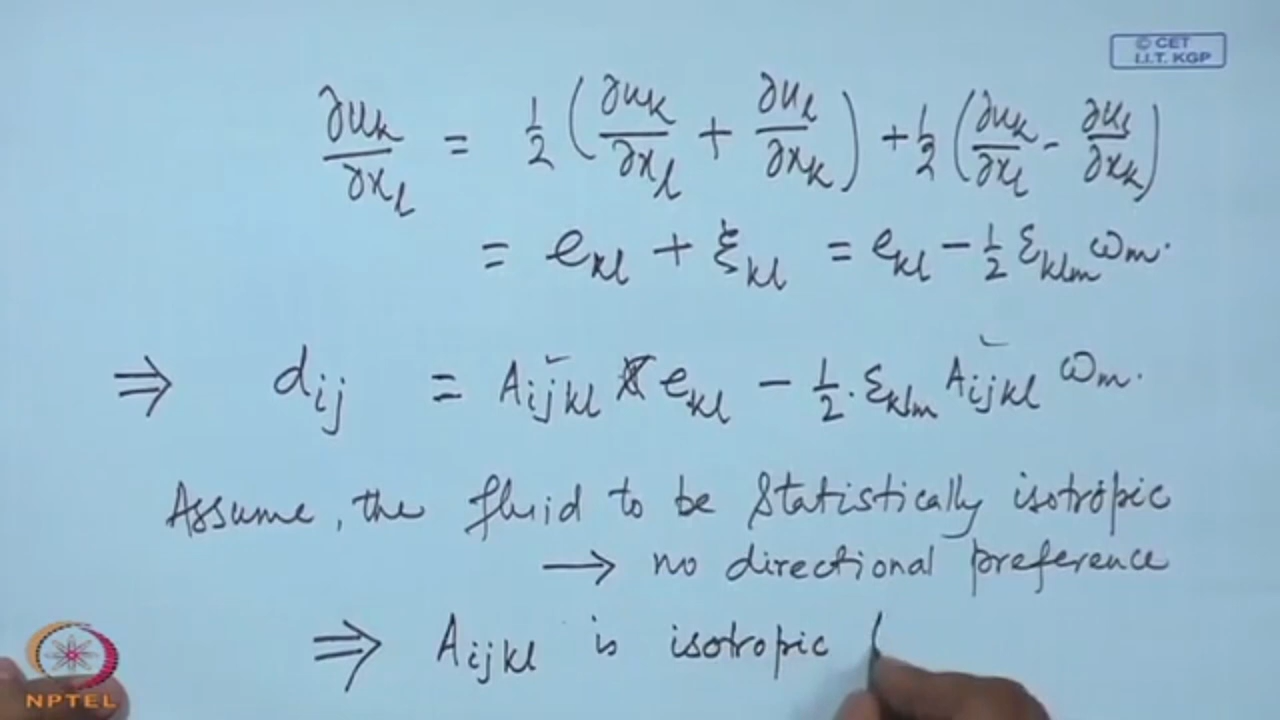 © CET
I.I.T. KGP
∂u_k/∂x_l = 1/2 (∂u_k/∂x_l + ∂u_l/∂x_k) + 1/2 (∂u_k/∂x_l - ∂u_l/∂x_k)
= e_kl + ξ_kl = e_kl - 1/2 ε_klm ω_m.
⇒ d_ij = A_ijkl e_kl - 1/2. ε_klm A_ijkl ω_m.
Assume, the fluid to be statistically isotropic
→ no directional preference
⇒ A_ijkl is isotropic (
NPTEL